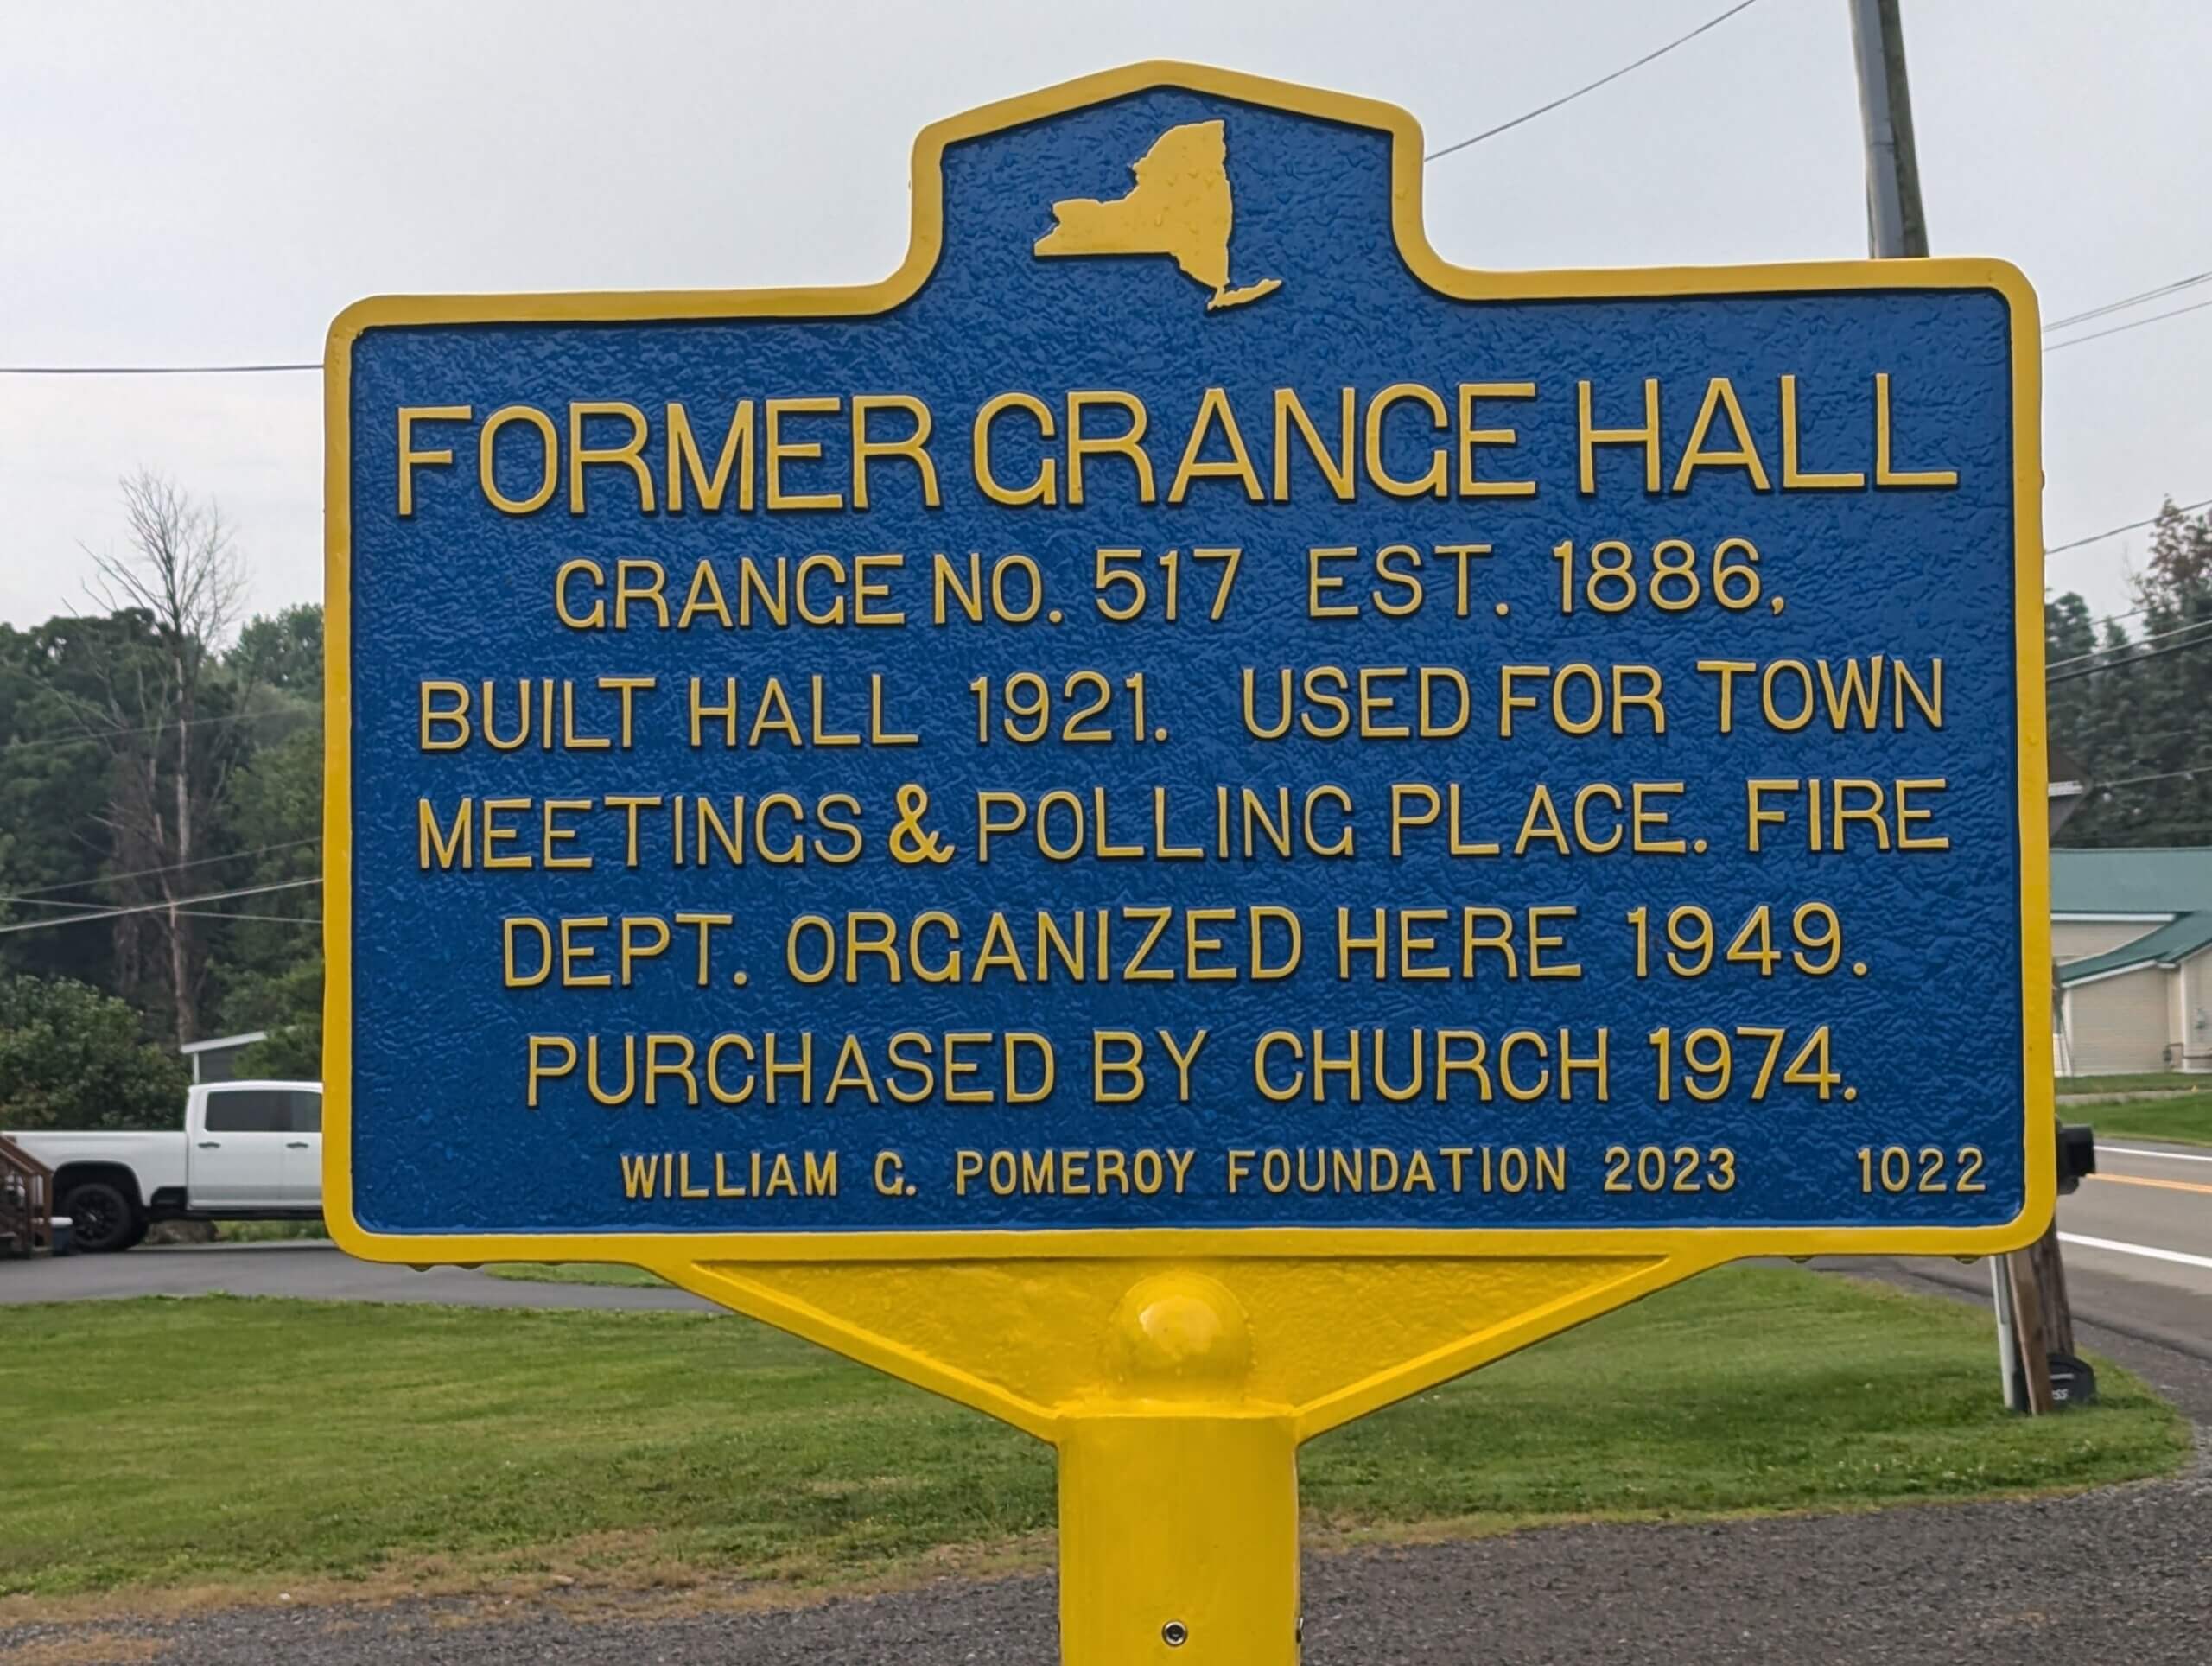 FORMER GRANGE HALL
GRANGE NO. 517 EST. 1886,
BUILT HALL 1921. USED FOR TOWN
MEETINGS & POLLING PLACE. FIRE
DEPT. ORGANIZED HERE 1949.
PURCHASED BY CHURCH 1974.
WILLIAM G. POMEROY FOUNDATION 2023 1022